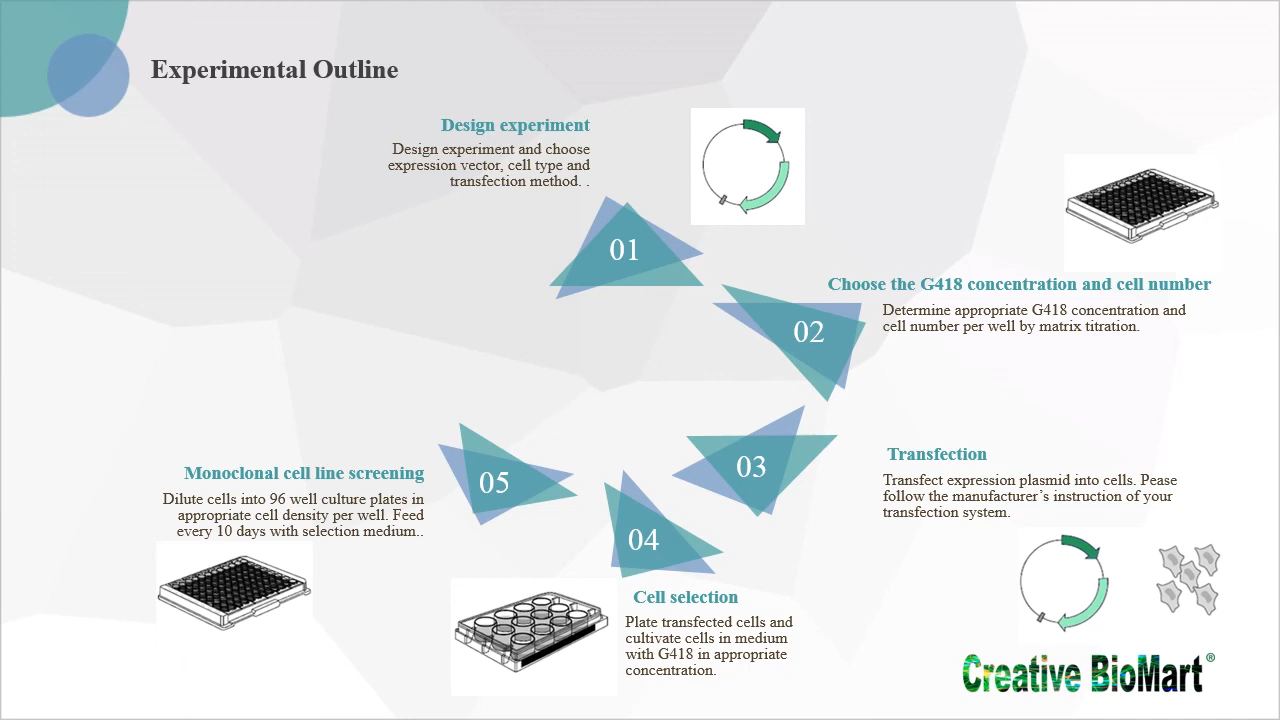 Experimental Outline
Design experiment
Design experiment and choose
expression vector, cell type and
transfection method. .
01
Choose the G418 concentration and cell number
Determine appropriate G418 concentration and
cell number per well by matrix titration.
02
Transfection
Transfect expression plasmid into cells. Pease
follow the manufacturer’s instruction of your
transfection system.
03
04
Cell selection
Plate transfected cells and
cultivate cells in medium
with G418 in appropriate
concentration.
Monoclonal cell line screening
Dilute cells into 96 well culture plates in
appropriate cell density per well. Feed
every 10 days with selection medium..
05
Creative BioMart®